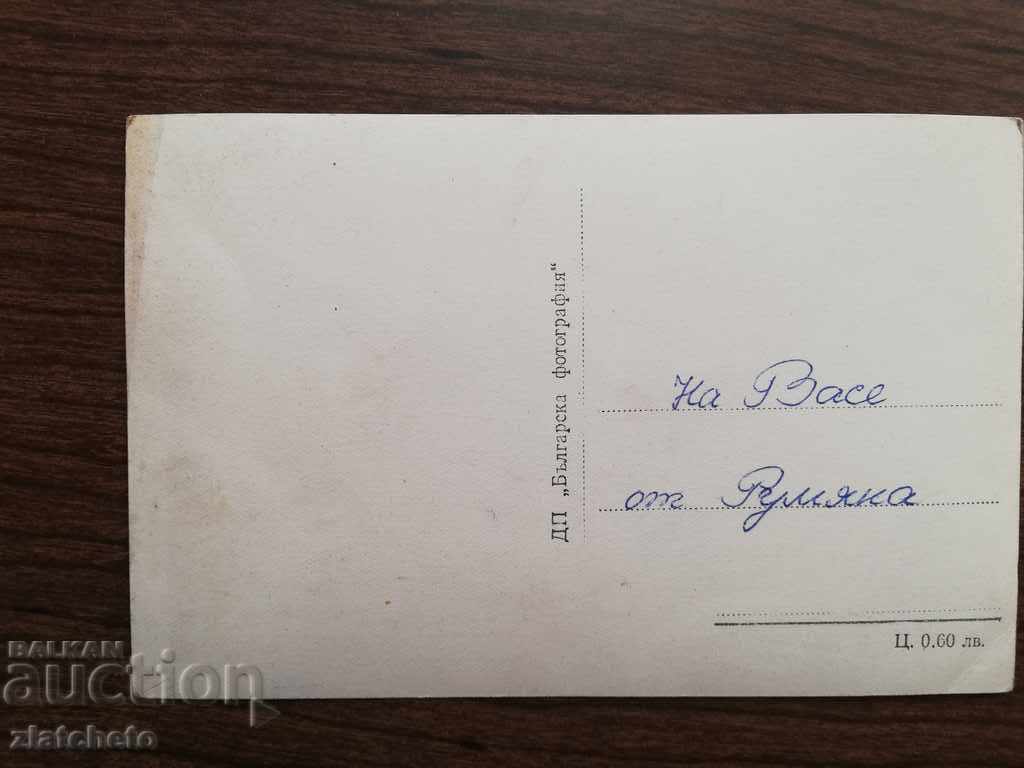 ДП „Българска фотография“
На Васе
от Румяна
Ц. 0.60 лв.
BALKAN
auction
zlatcheto